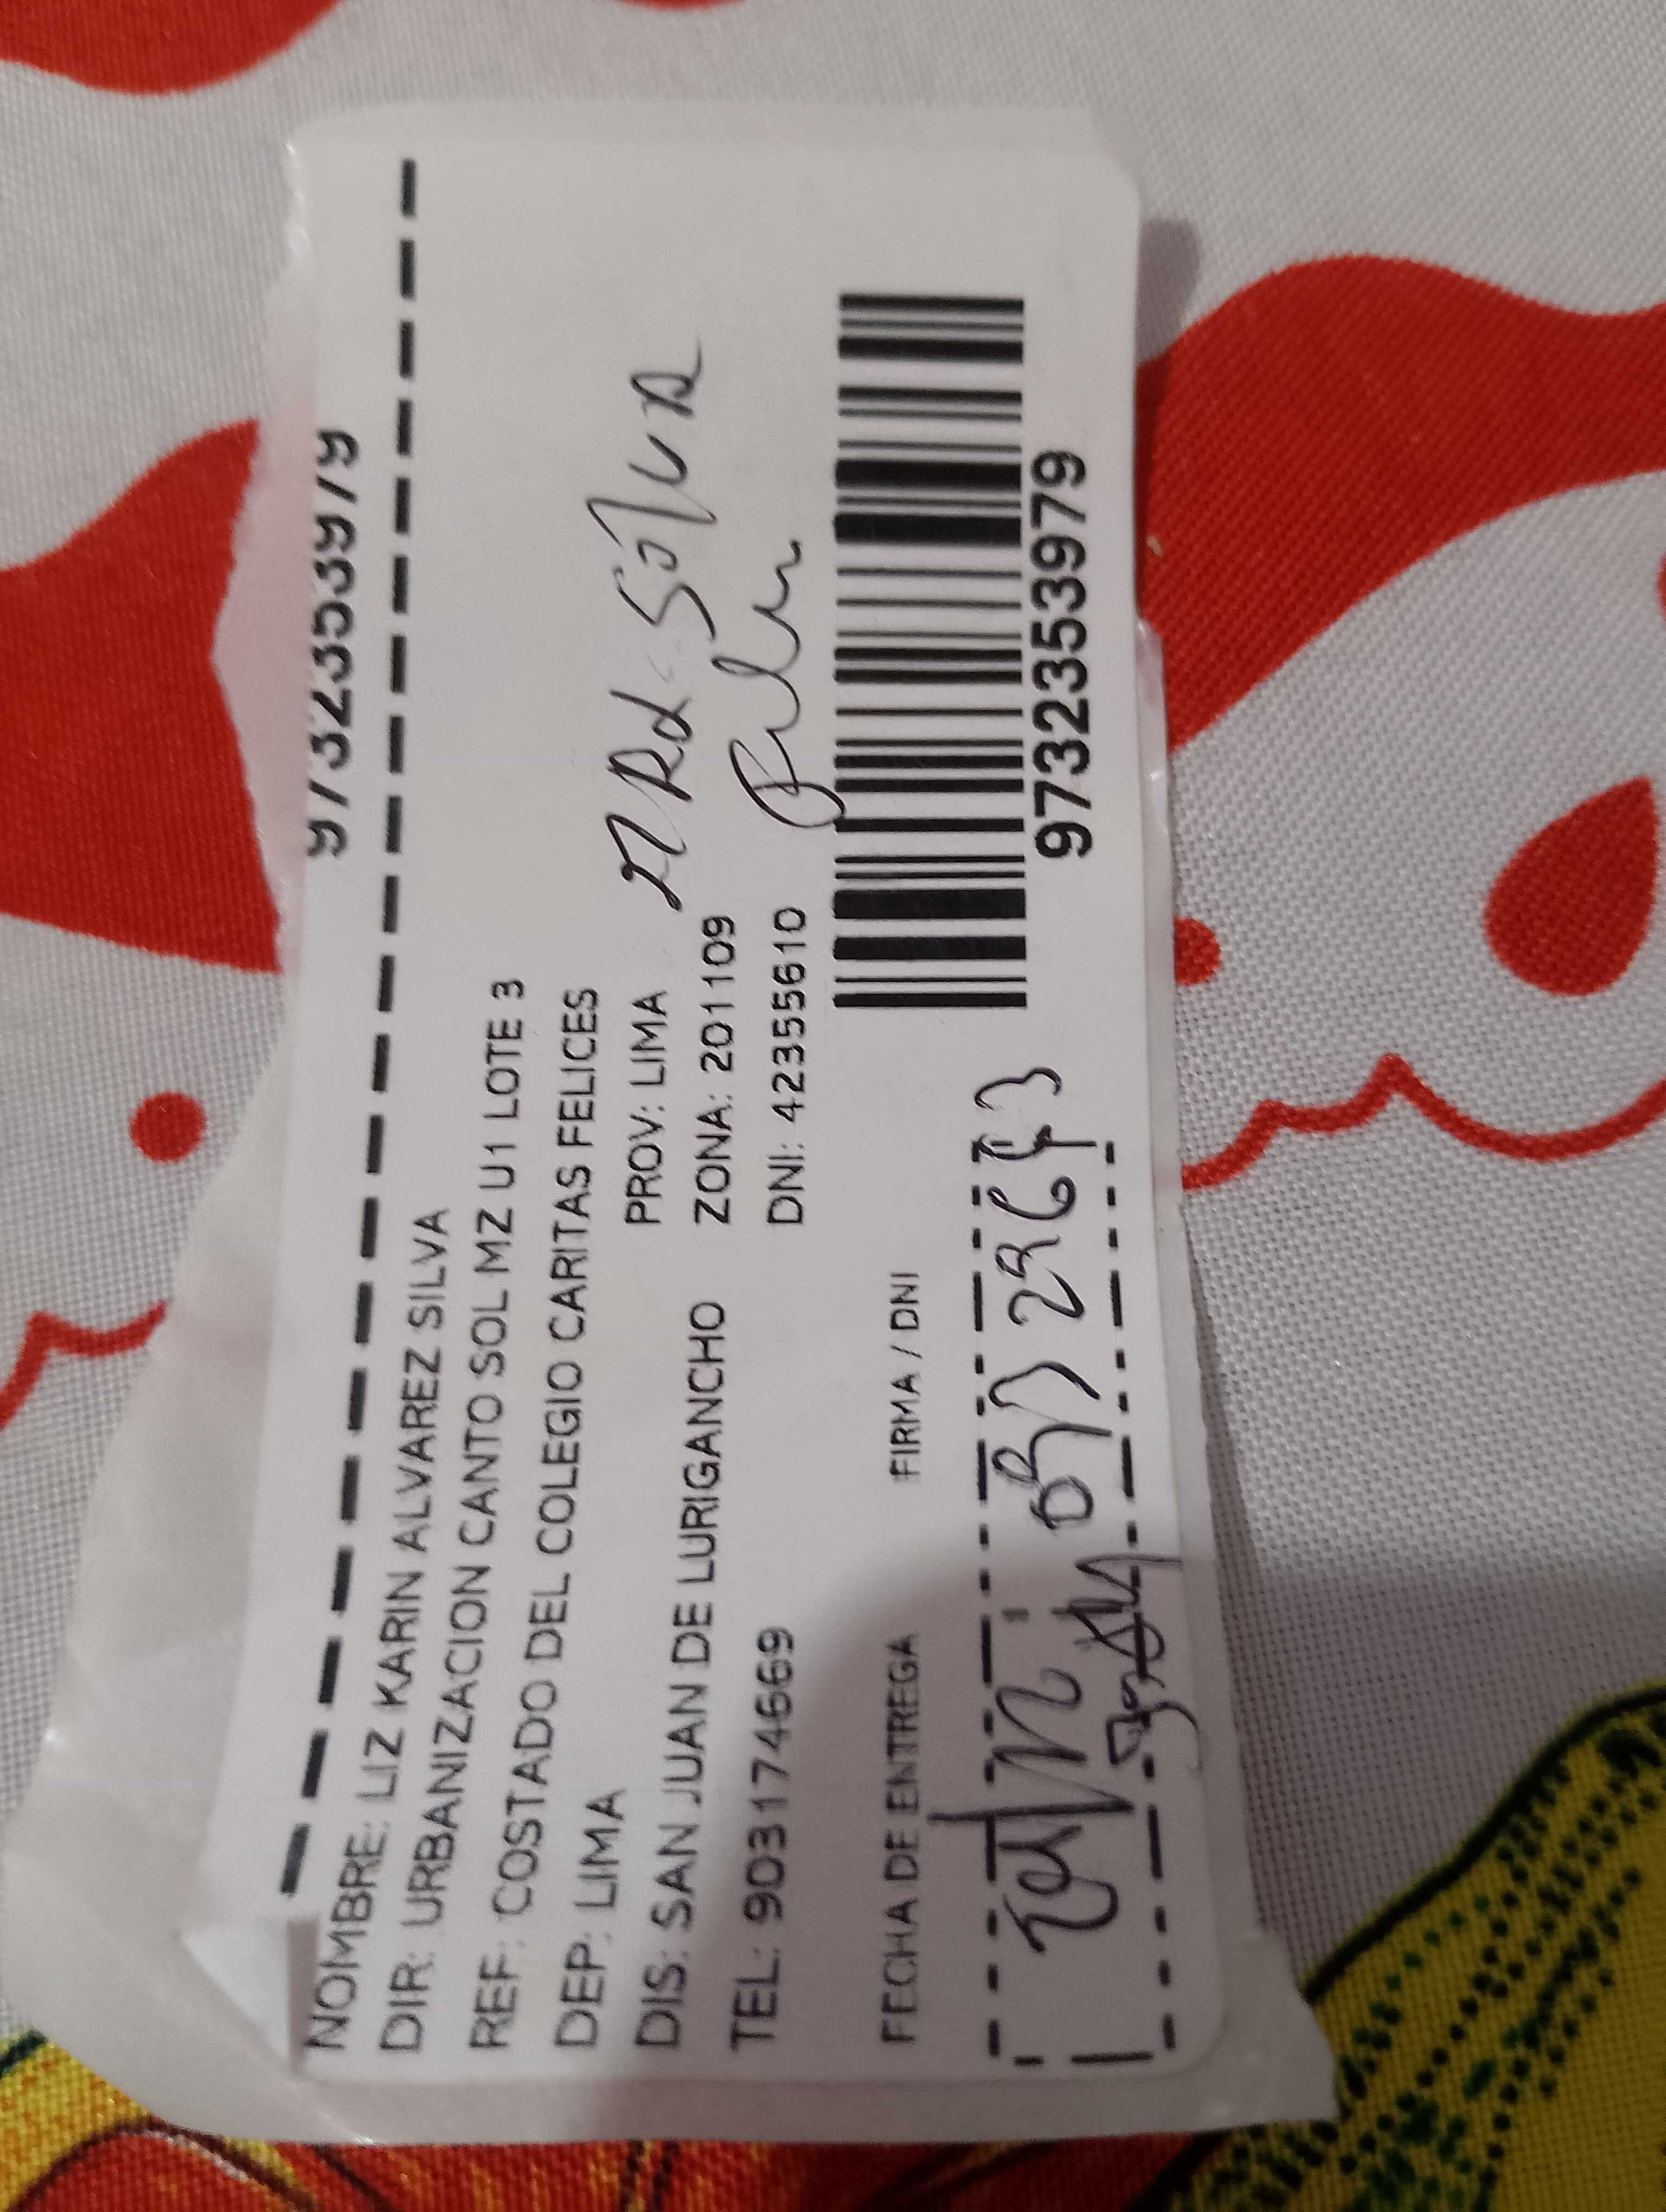 9732353979
NOMBRE: LIZ KARIN ALVAREZ SILVA
DIR: URBANIZACION CANTO SOL MZ U1 LOTE 3
REF: COSTADO DEL COLEGIO CARITAS FELICES
DEP: LIMA PROV: LIMA
DIS: SAN JUAN DE LURIGANCHO ZONA: 201109
TEL: 903174669 DNI: 42355610
FECHA DE ENTREGA FIRMA / DNI
9732353979